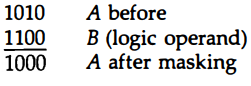 1010 A before
1100 B (logic operand)
1000 A after masking